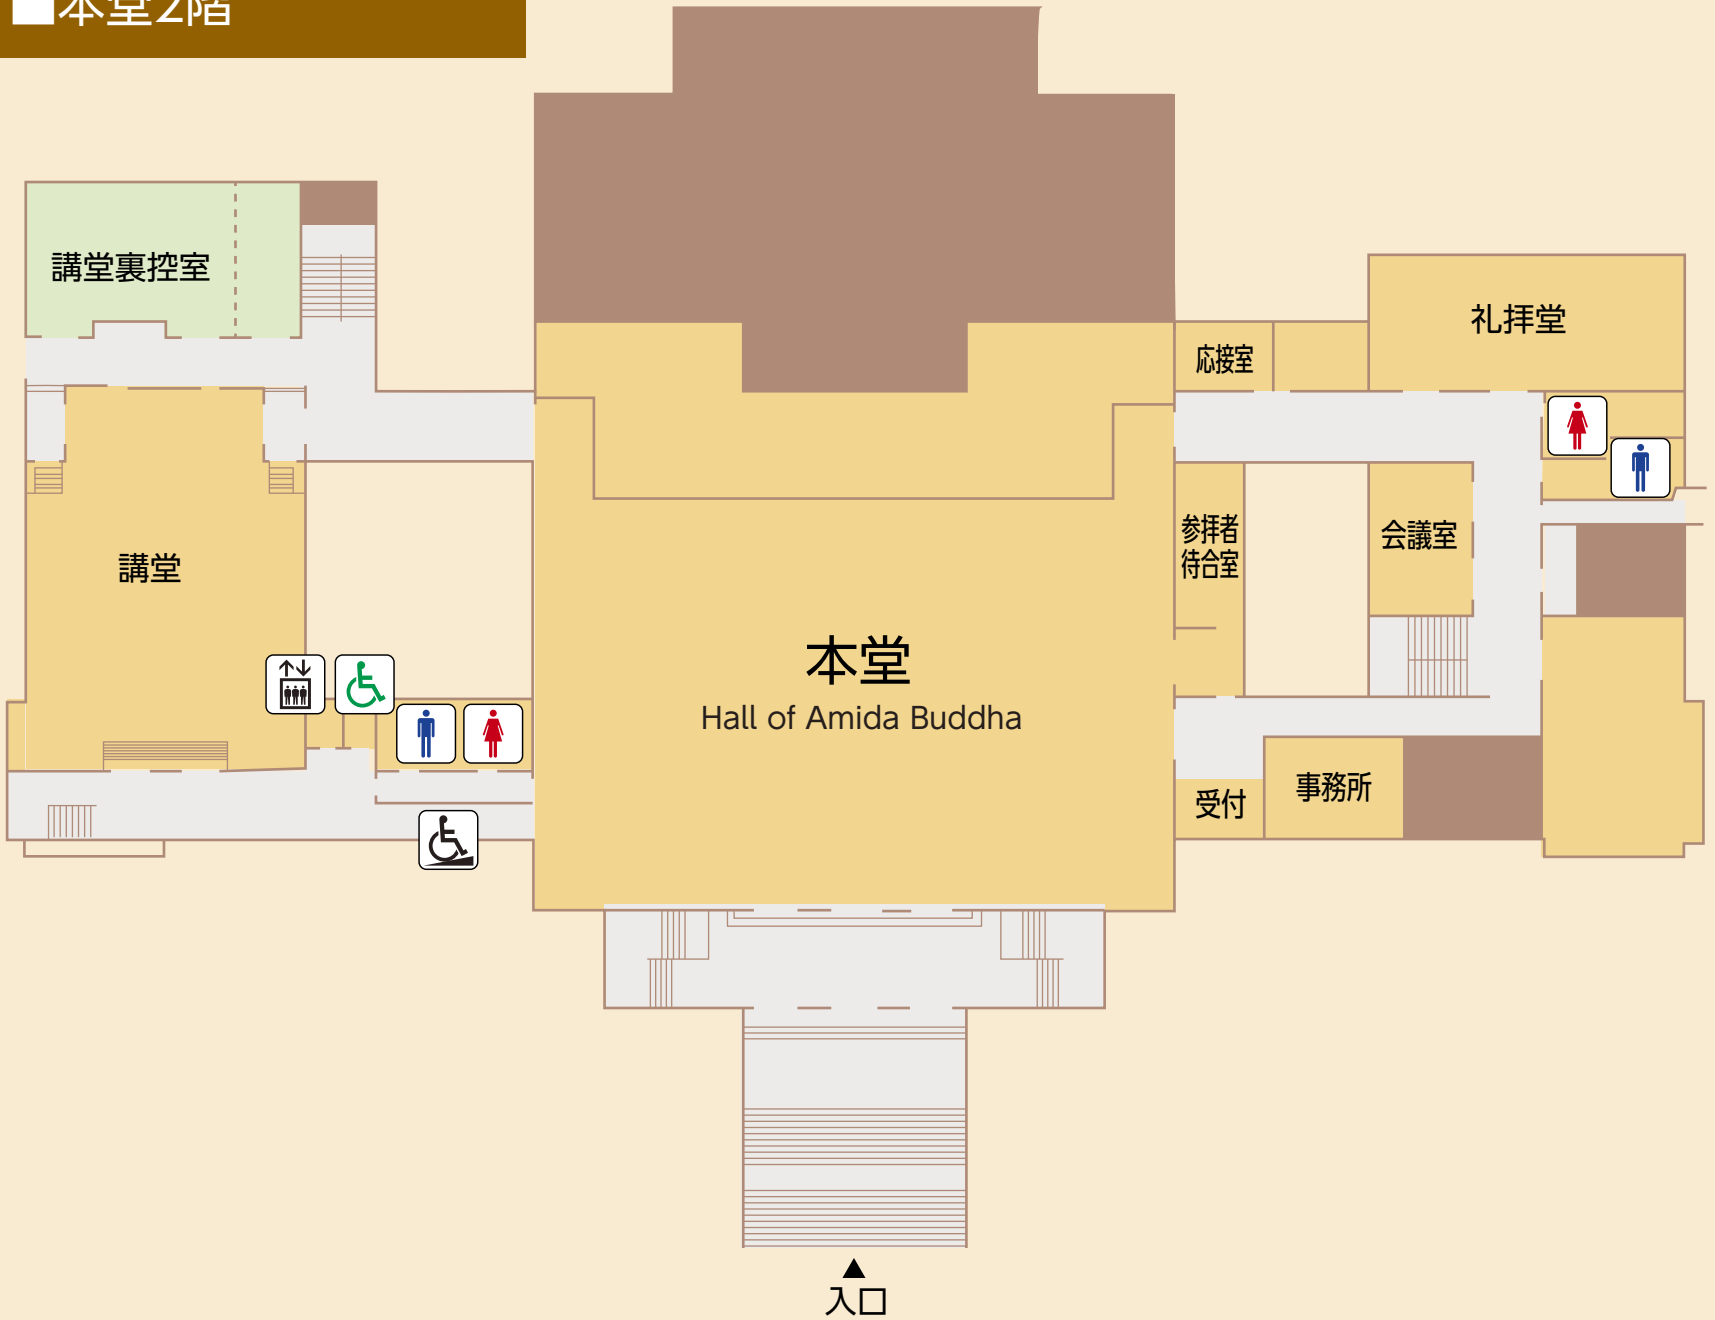 ■本堂2階
講堂裏控室
礼拝堂
応接室
参拝者
待合室
会議室
講堂
本堂
Hall of Amida Buddha
受付
事務所
▲
入口